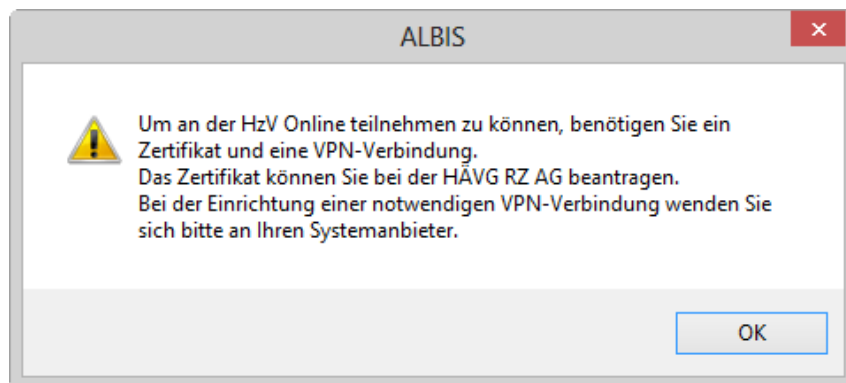 ALBIS
Um an der HzV Online teilnehmen zu können, benötigen Sie ein
Zertifikat und eine VPN-Verbindung.
Das Zertifikat können Sie bei der HÄVG RZ AG beantragen.
Bei der Einrichtung einer notwendigen VPN-Verbindung wenden Sie
sich bitte an Ihren Systemanbieter.
OK